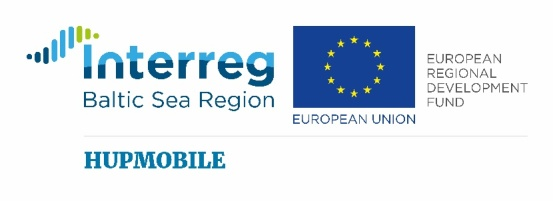 Interreg
Baltic Sea Region
EUROPEAN UNION
EUROPEAN
REGIONAL
DEVELOPMENT
FUND
HUPMOBILE